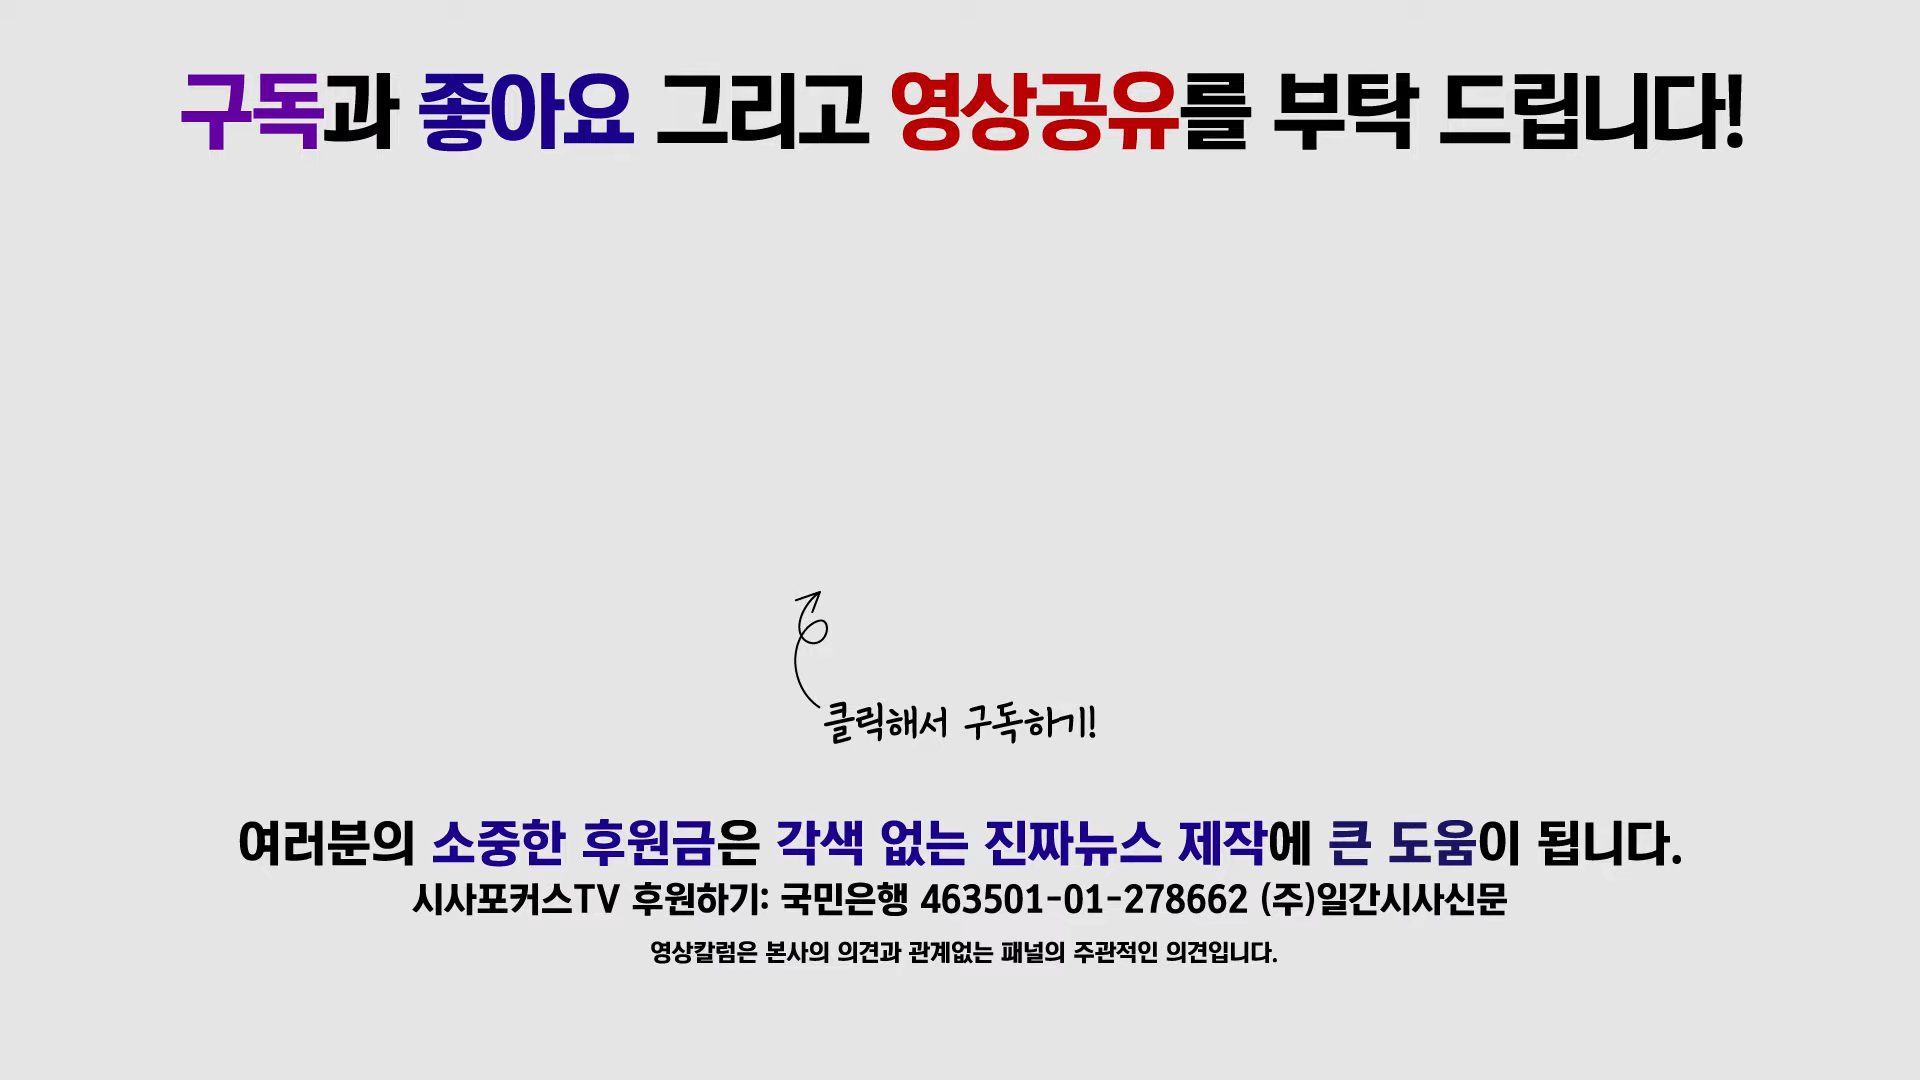 구독과 좋아요 그리고 영상공유를 부탁 드립니다!
클릭해서 구독하기!
여러분의 소중한 후원금은 각색 없는 진짜뉴스 제작에 큰 도움이 됩니다.
시사포커스TV 후원하기: 국민은행 463501-01-278662 (주)일간시사신문
영상칼럼은 본사의 의견과 관계없는 패널의 주관적인 의견입니다.